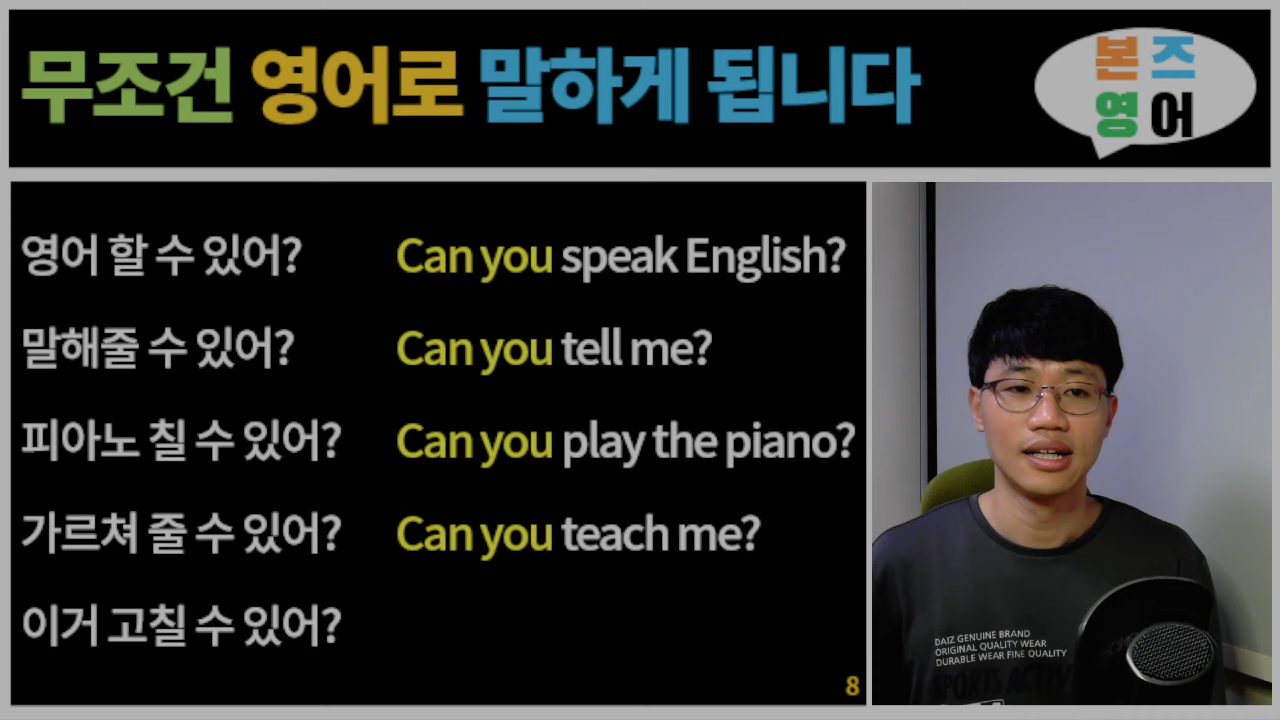 무조건 영어로 말하게 됩니다
본즈
영어
영어 할 수 있어? Can you speak English?
말해줄 수 있어? Can you tell me?
피아노 칠 수 있어? Can you play the piano?
가르쳐 줄 수 있어? Can you teach me?
이거 고칠 수 있어?
8
DAIZ GENUINE BRAND
ORIGINAL QUALITY WEAR
DURABLE WEAR FINE QUALITY